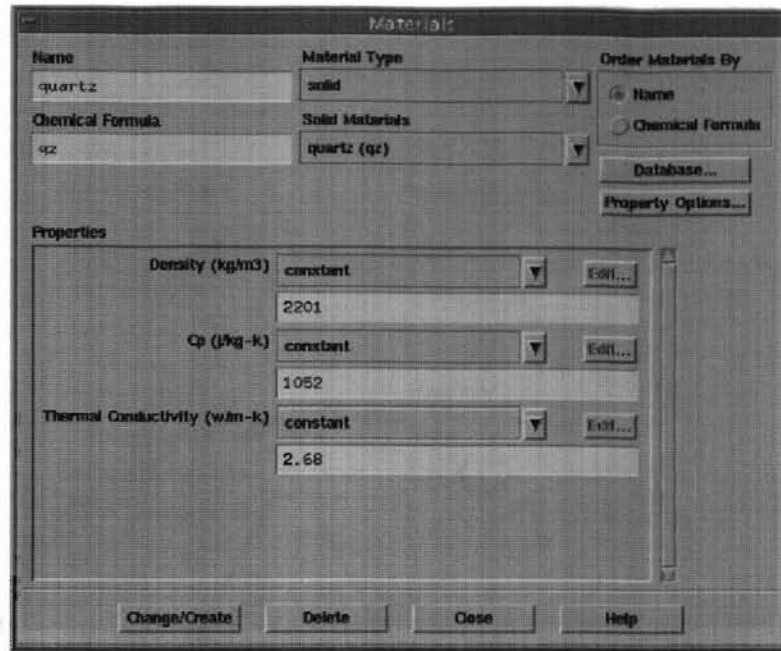 Materials
Name
Material Type
Order Materials By
quartz
solid
Name
Chemical Formula
Chemical Formula
Solid Materials
qz
quartz (qz)
Database...
Property Options...
Properties
Density (kg/m3)
constant
Edit...
2201
Cp (j/kg-k)
constant
Edit...
1052
Thermal Conductivity (w/m-k)
constant
Edit...
2.68
Change/Create
Delete
Close
Help